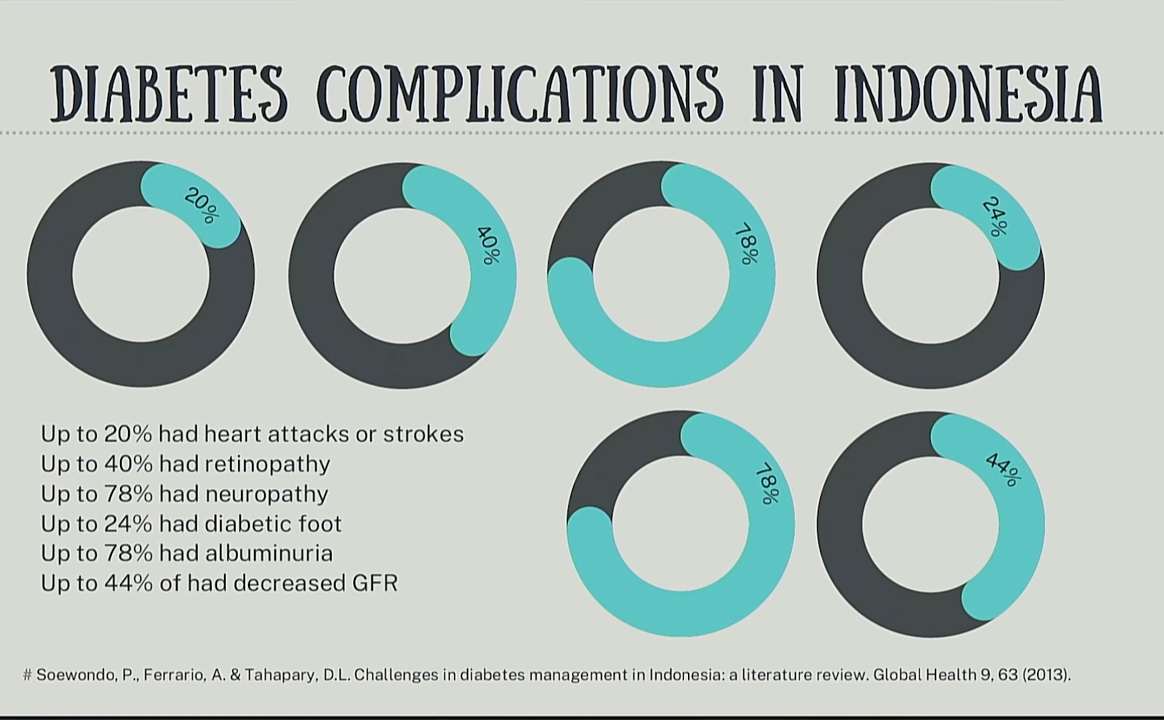 DIABETES COMPLICATIONS IN INDONESIA
20%
40%
78%
24%
Up to 20% had heart attacks or strokes
Up to 40% had retinopathy
Up to 78% had neuropathy
Up to 24% had diabetic foot
Up to 78% had albuminuria
Up to 44% of had decreased GFR
78%
44%
# Soewondo, P., Ferrario, A. & Tahapary, D.L. Challenges in diabetes management in Indonesia: a literature review. Global Health 9, 63 (2013).